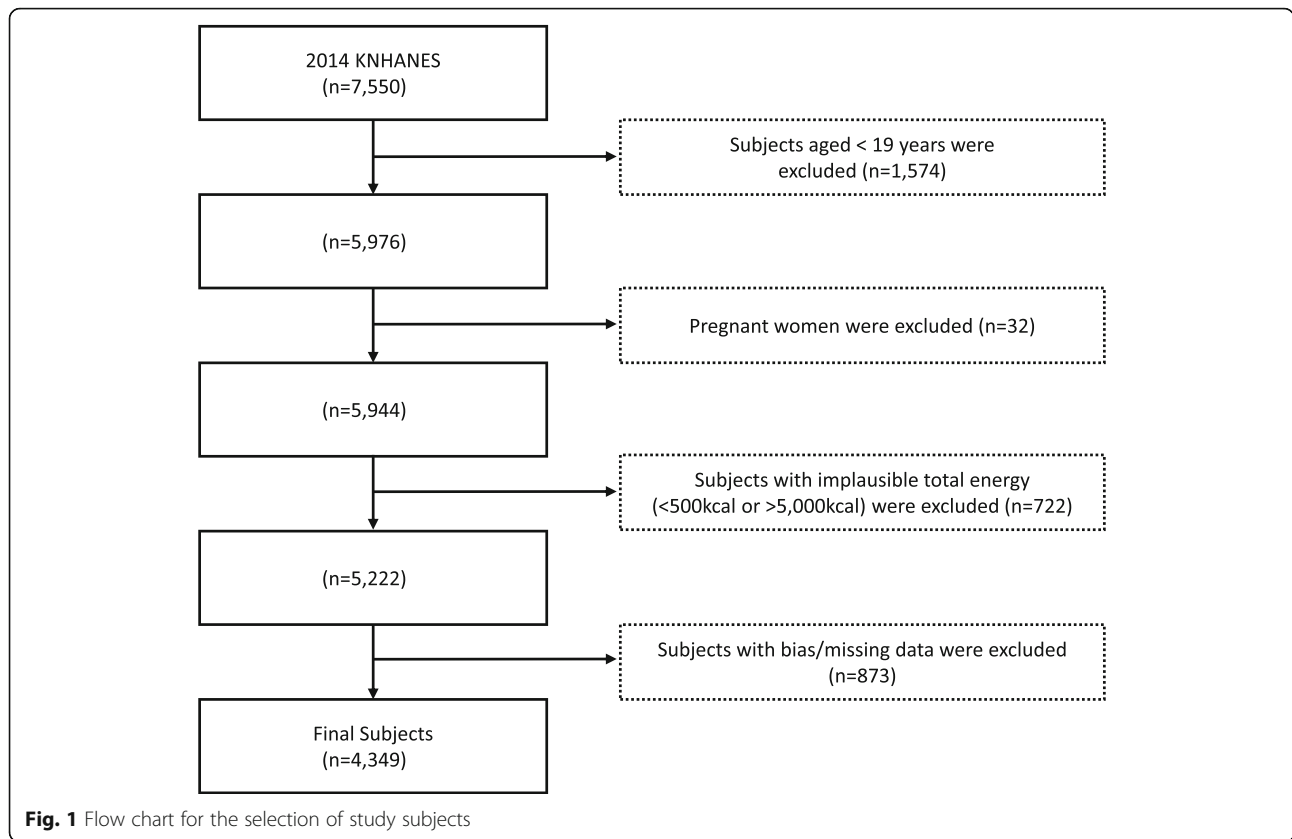 2014 KNHANES
(n=7,550)
Subjects aged < 19 years were
excluded (n=1,574)
(n=5,976)
Pregnant women were excluded (n=32)
(n=5,944)
Subjects with implausible total energy
(<500kcal or >5,000kcal) were excluded (n=722)
(n=5,222)
Subjects with bias/missing data were excluded
(n=873)
Final Subjects
(n=4,349)
Fig. 1 Flow chart for the selection of study subjects